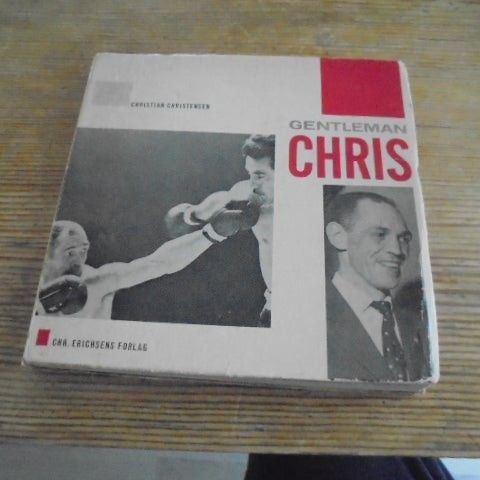 CHRISTIAN CHRISTENSEN
GENTLEMAN
CHRIS
CHR. ERICHSENS FORLAG